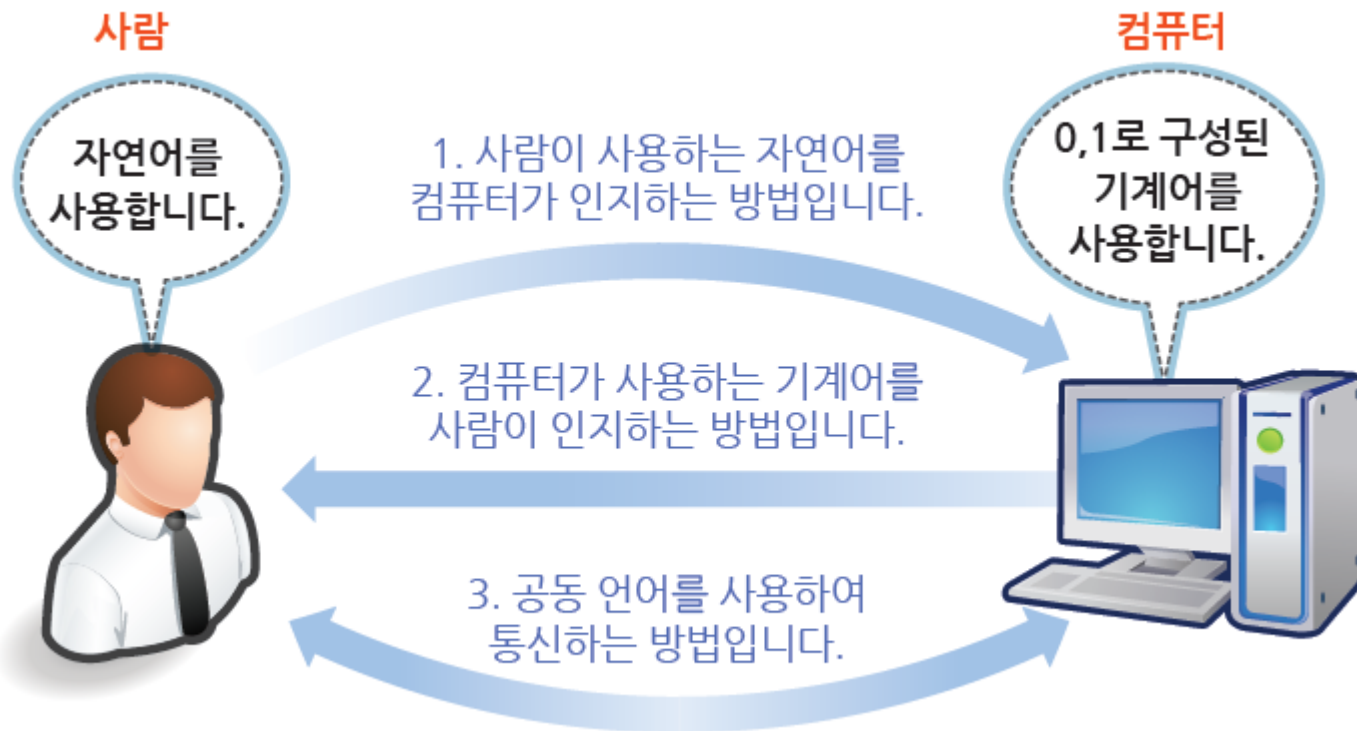 사람
컴퓨터
자연어를
사용합니다.
0,1로 구성된
기계어를
사용합니다.
1. 사람이 사용하는 자연어를
컴퓨터가 인지하는 방법입니다.
2. 컴퓨터가 사용하는 기계어를
사람이 인지하는 방법입니다.
3. 공동 언어를 사용하여
통신하는 방법입니다.